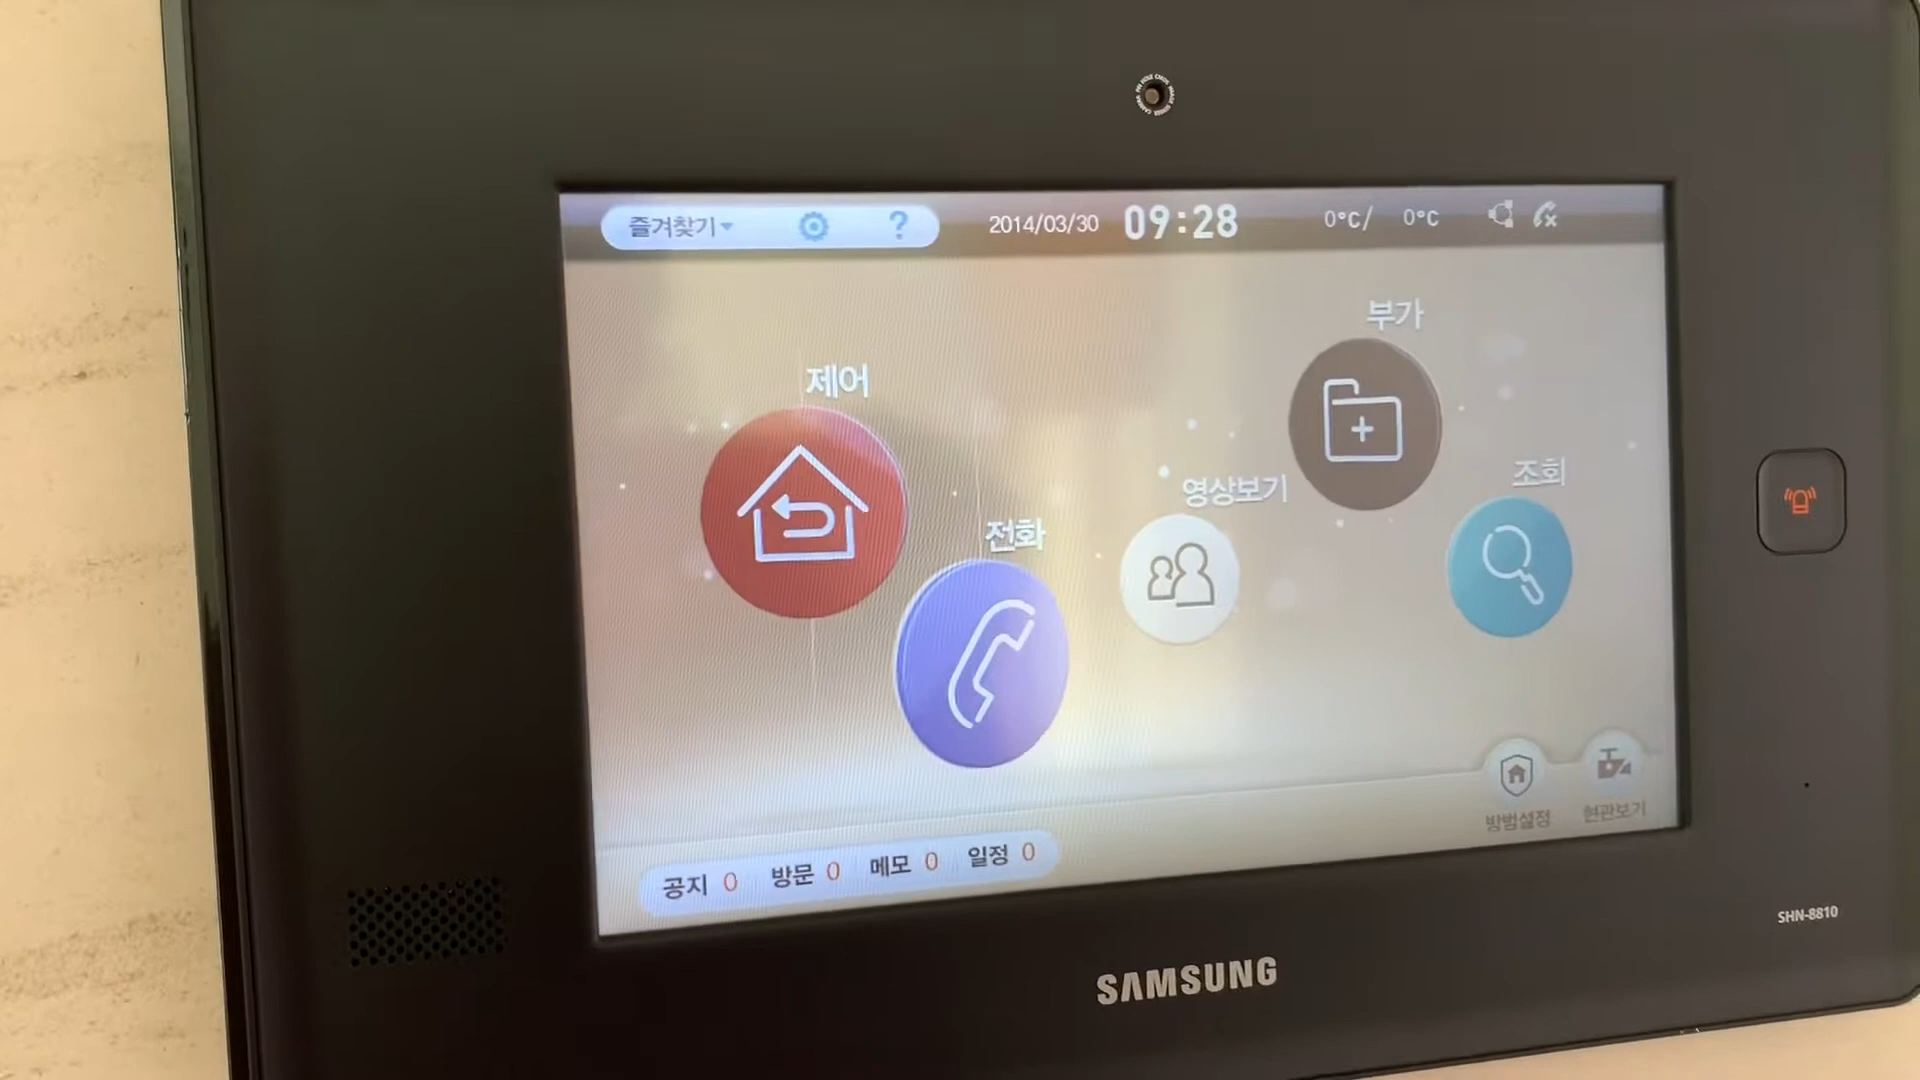 즐겨찾기 ? 2014/03/30 09:28 0°C/ 0°C
부가
제어
조회
영상보기
전화
방범설정 현관보기
공지 0 방문 0 메모 0 일정 0
SHN-8810
SAMSUNG